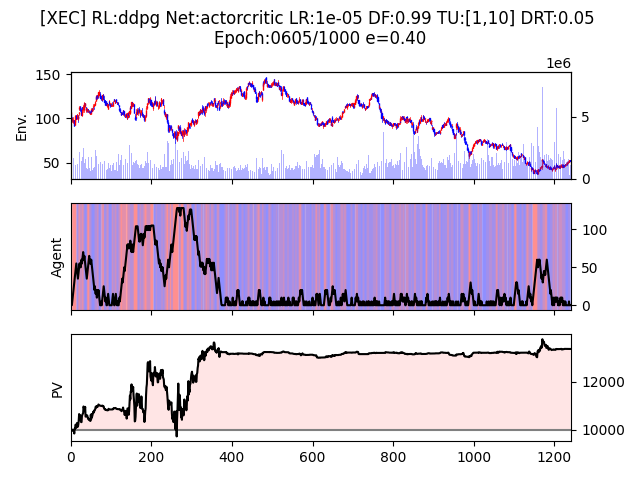 [XEC] RL:ddpg Net:actorcritic LR:1e-05 DF:0.99 TU:[1,10] DRT:0.05
Epoch:0605/1000 e=0.40
1e6
150
100
50
Env.
5
0
Agent
100
50
0
PV
12000
10000
0 200 400 600 800 1000 1200